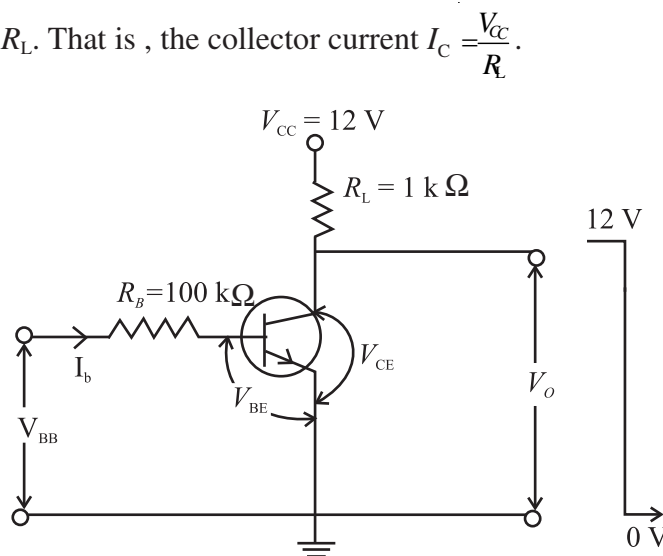 R_L. That is , the collector current I_C = V_CC / R_L .
V_CC = 12 V
R_L = 1 k Ω
12 V
R_B=100 kΩ
I_b
V_CE
V_BE
V_O
V_BB
0 V